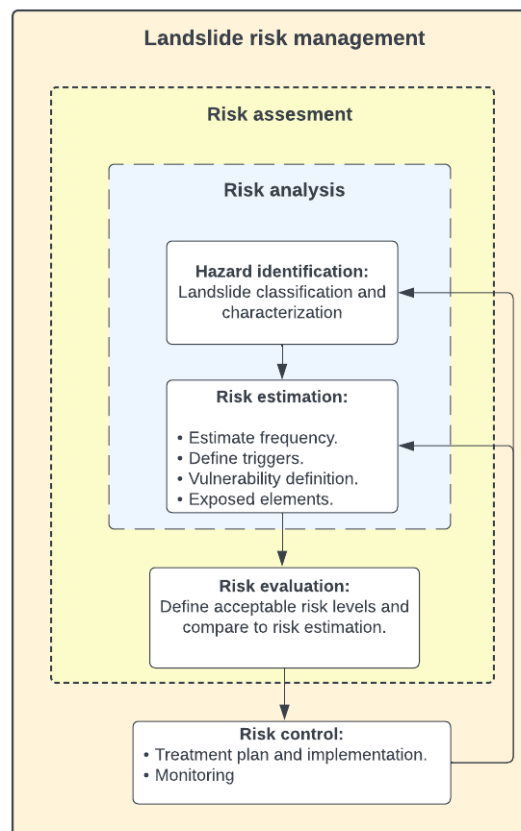 Landslide risk management
Risk assesment
Risk analysis
Hazard identification:
Landslide classification and
characterization
Risk estimation:
• Estimate frequency.
• Define triggers.
• Vulnerability definition.
• Exposed elements.
Risk evaluation:
Define acceptable risk levels and
compare to risk estimation.
Risk control:
• Treatment plan and implementation.
• Monitoring